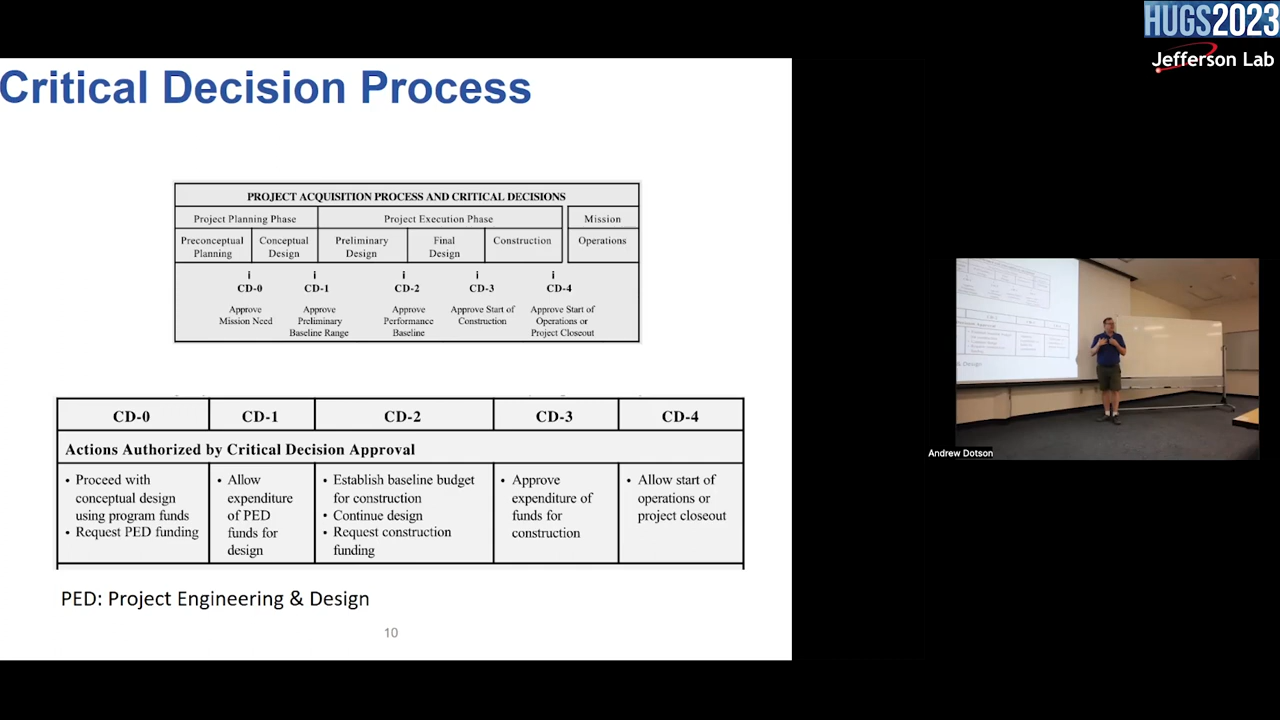 HUGS2023
Jefferson Lab
Critical Decision Process
PROJECT ACQUISITION PROCESS AND CRITICAL DECISIONS
Project Planning Phase
Project Execution Phase
Mission
Preconceptual
Planning
Conceptual
Design
Preliminary
Design
Final
Design
Construction
Operations
CD-0
CD-1
CD-2
CD-3
CD-4
Approve
Mission Need
Approve
Preliminary
Baseline Range
Approve
Performance
Baseline
Approve Start of
Construction
Approve Start of
Operations or
Project Closeout
CD-0
CD-1
CD-2
CD-3
CD-4
Actions Authorized by Critical Decision Approval
• Proceed with
conceptual design
using program funds
• Request PED funding
• Allow
expenditure
of PED
funds for
design
• Establish baseline budget
for construction
• Continue design
• Request construction
funding
• Approve
expenditure of
funds for
construction
• Allow start of
operations or
project closeout
PED: Project Engineering & Design
10
Andrew Dotson